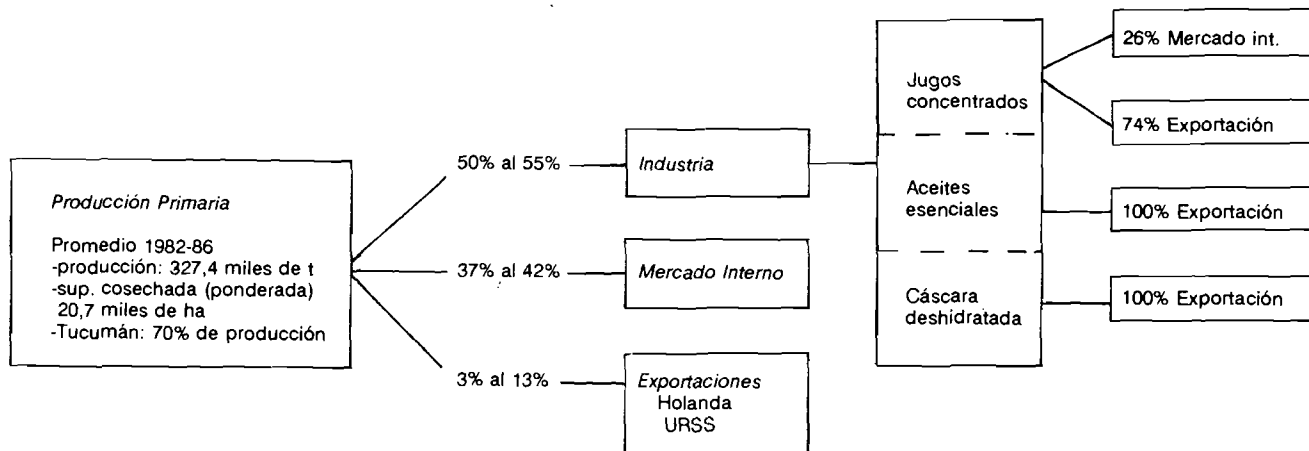 Producción Primaria
Promedio 1982-86
-producción: 327,4 miles de t
-sup. cosechada (ponderada)
20,7 miles de ha
-Tucumán: 70% de producción
50% al 55%
Industria
37% al 42%
Mercado Interno
3% al 13%
Exportaciones
Holanda
URSS
Jugos
concentrados
Aceites
esenciales
Cáscara
deshidratada
26% Mercado int.
74% Exportación
100% Exportación
100% Exportación